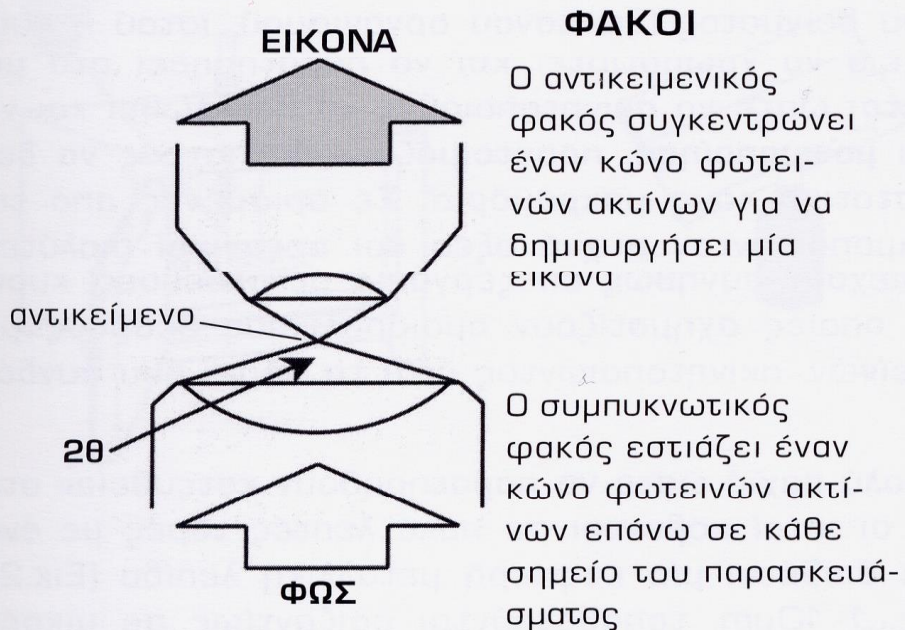 ΦΑΚΟΙ
ΕΙΚΟΝΑ
Ο αντικειμενικός
φακός συγκεντρώνει
έναν κώνο φωτει-
νών ακτίνων για να
δημιουργήσει μία
εικονα
αντικείμενο
2θ
Ο συμπυκνωτικός
φακός εστιάζει έναν
κώνο φωτεινών ακτί-
νων επάνω σε κάθε
σημείο του παρασκευά-
σματος
ΦΩΣ